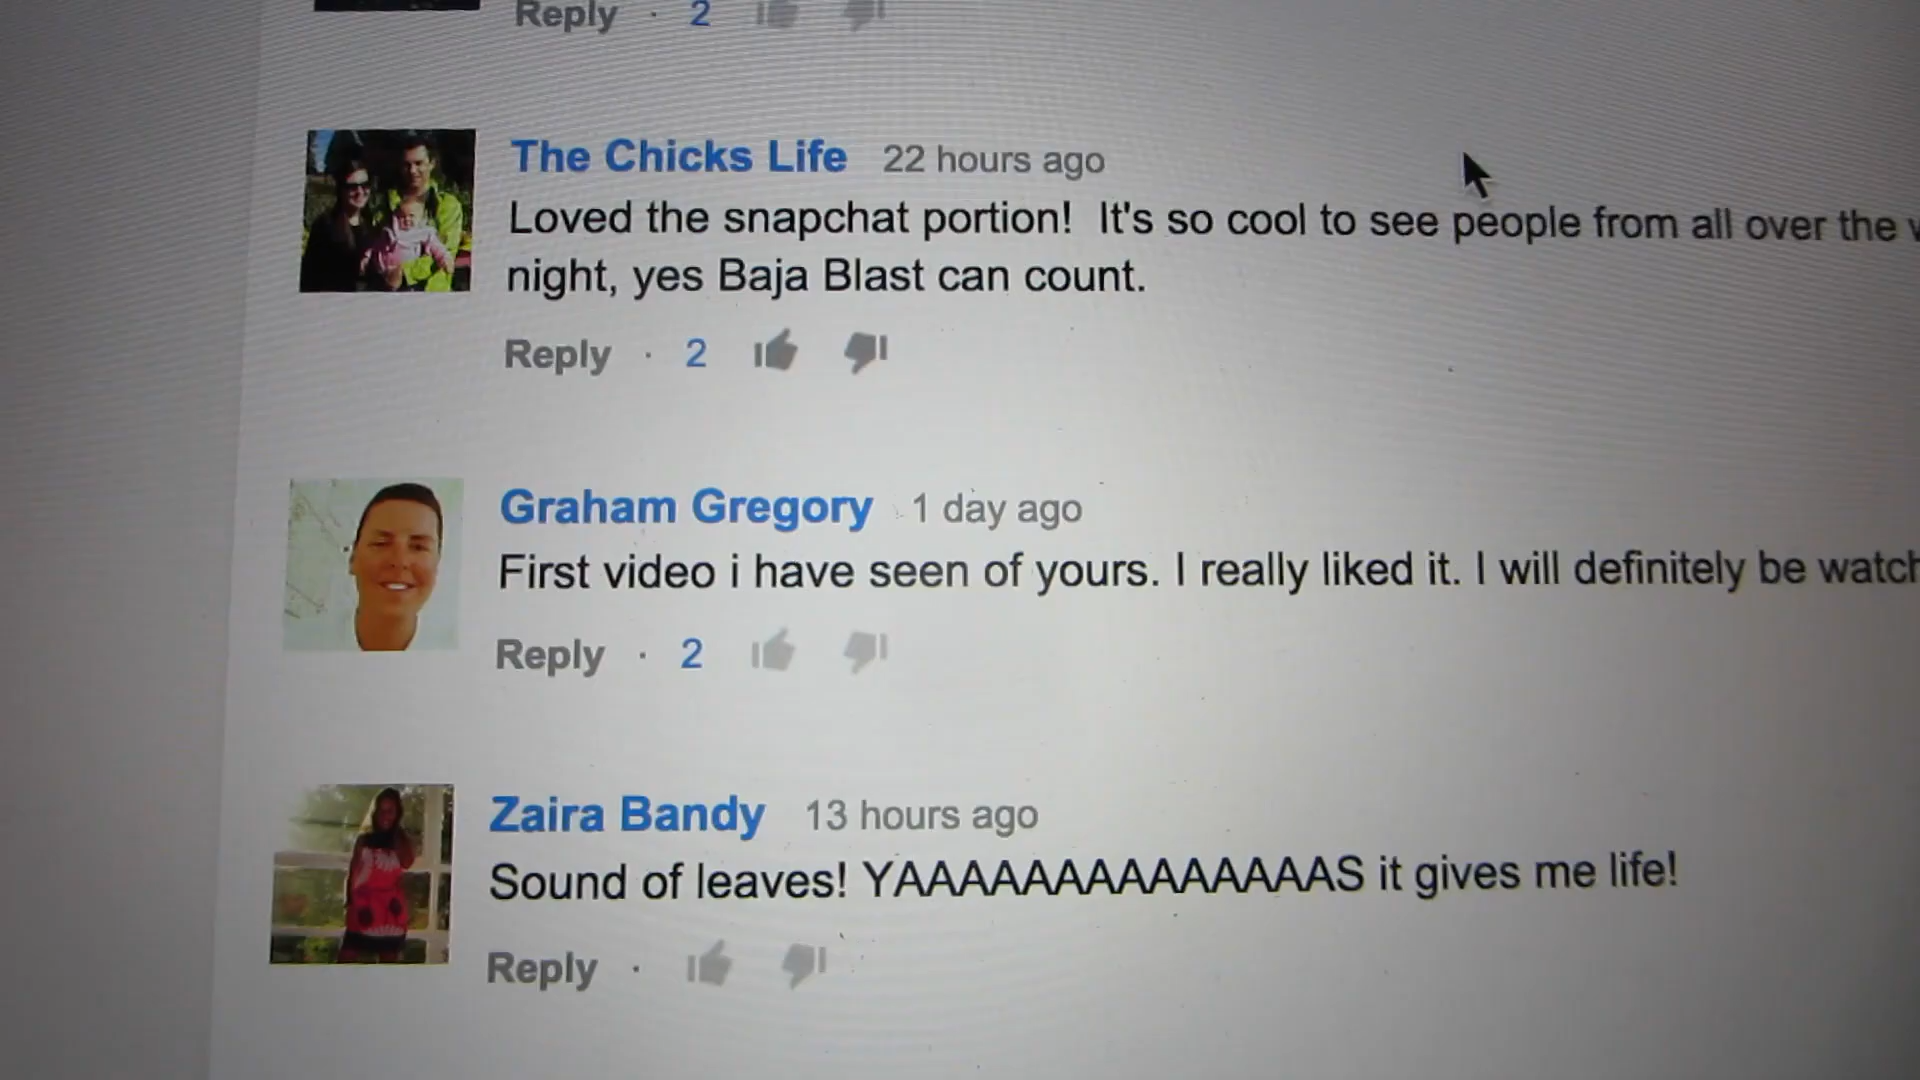 Reply · 2
The Chicks Life 22 hours ago
Loved the snapchat portion! It's so cool to see people from all over the
night, yes Baja Blast can count.
Reply · 2
Graham Gregory 1 day ago
First video i have seen of yours. I really liked it. I will definitely be watch
Reply · 2
Zaira Bandy 13 hours ago
Sound of leaves! YAAAAAAAAAAAAAAS it gives me life!
Reply ·